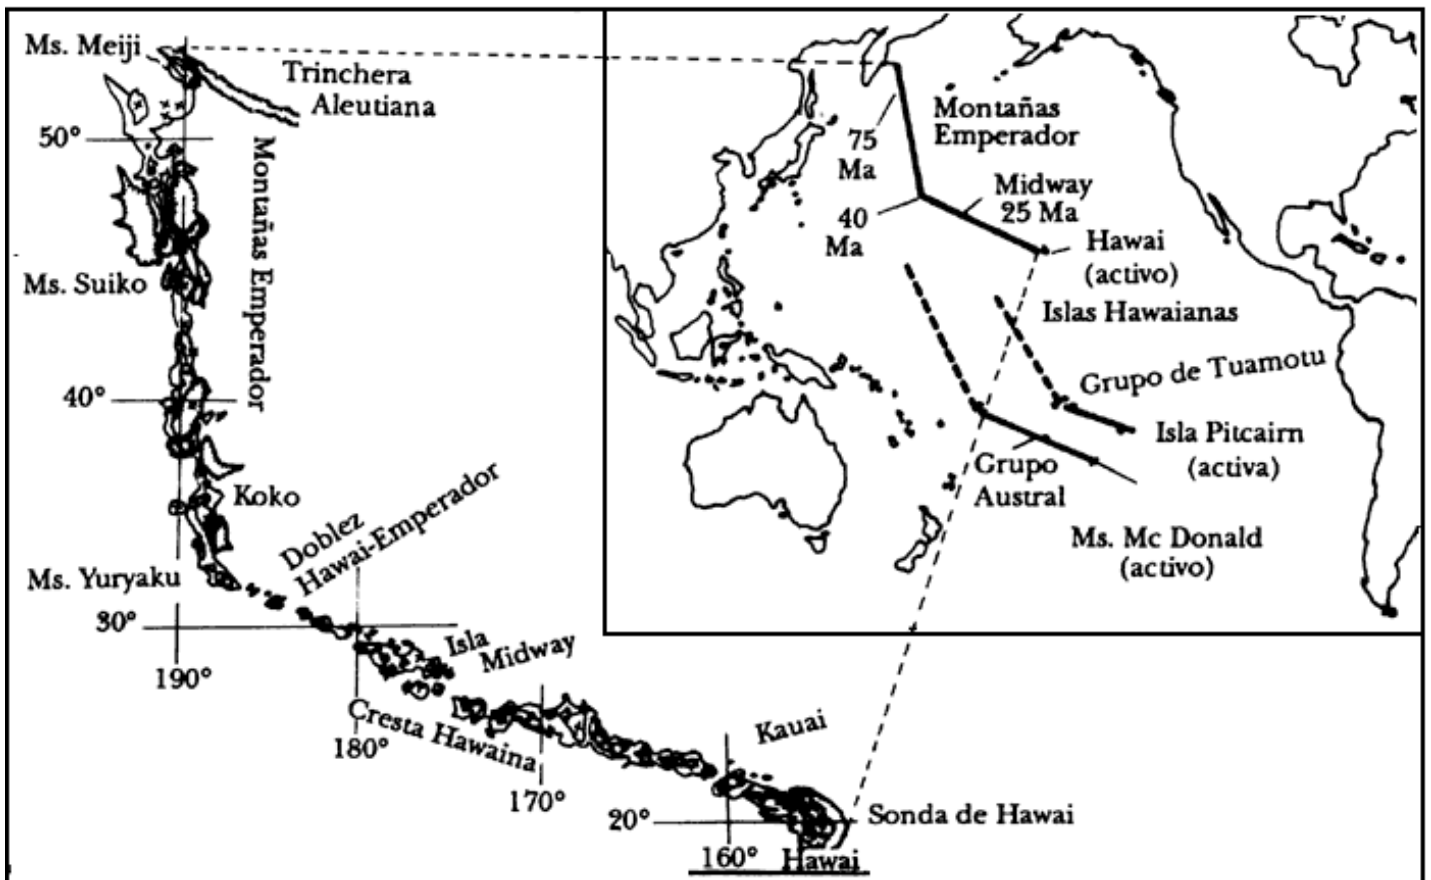 Ms. Meiji
Trinchera
Aleutiana
50°
Montañas Emperador
Ms. Suiko
40°
Koko
Doblez
Hawai-Emperador
Ms. Yuryaku
30°
190°
Isla
Midway
Cresta Hawaina
180°
170°
Kauai
20°
160°
Hawai
Sonda de Hawai
75
Ma
Montañas
Emperador
40
Ma
Midway
25 Ma
Hawai
(activo)
Islas Hawaianas
Grupo de Tuamotu
Isla Pitcairn
(activa)
Grupo
Austral
Ms. Mc Donald
(activo)